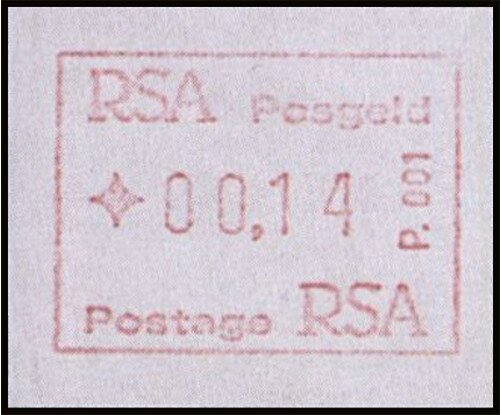 RSA Posgeld
00,14
P.001
Postage RSA